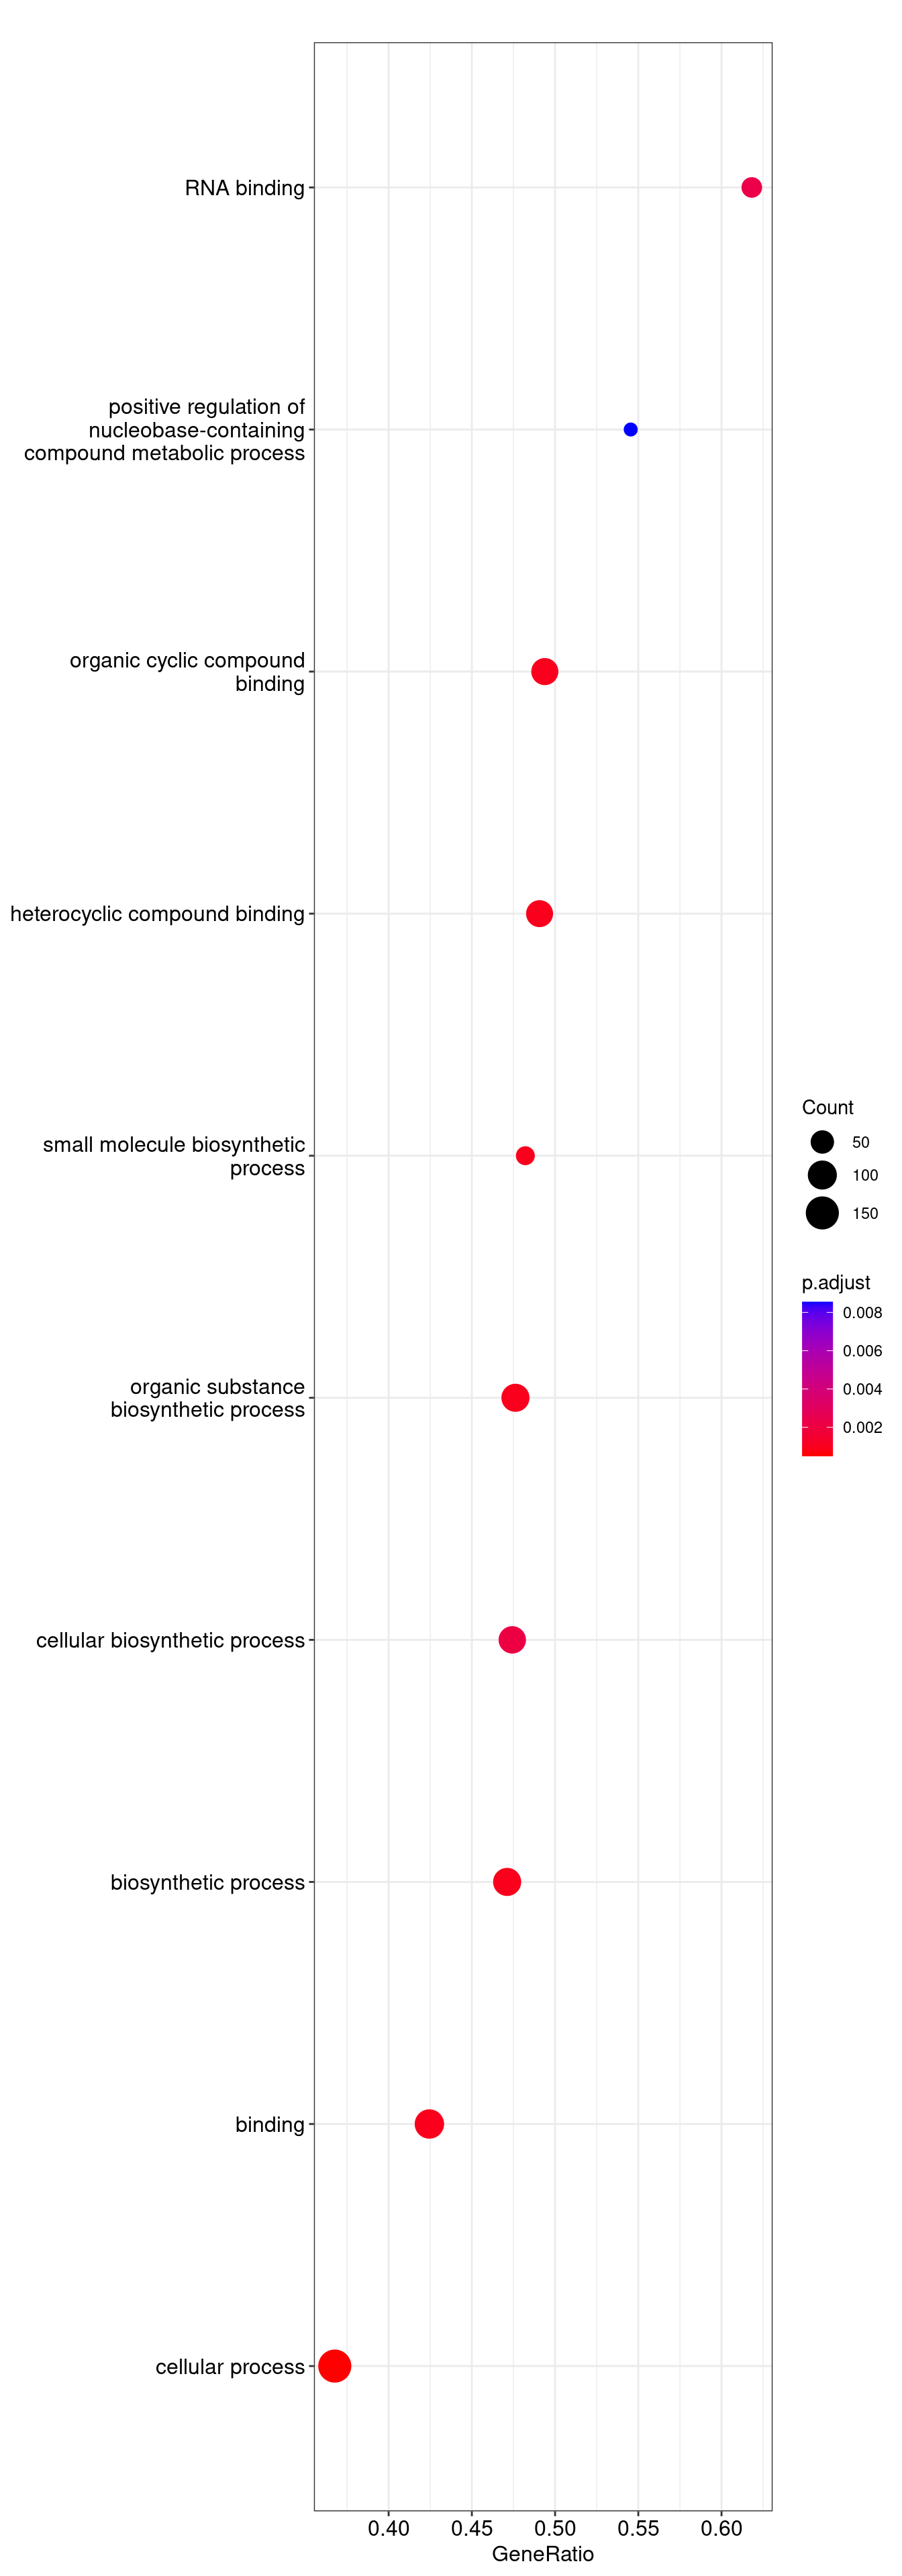 RNA binding
positive regulation of
nucleobase-containing
compound metabolic process
organic cyclic compound
binding
heterocyclic compound binding
small molecule biosynthetic
process
organic substance
biosynthetic process
cellular biosynthetic process
biosynthetic process
binding
cellular process
0.40 0.45 0.50 0.55 0.60
GeneRatio
Count
50
100
150
p.adjust
0.008
0.006
0.004
0.002